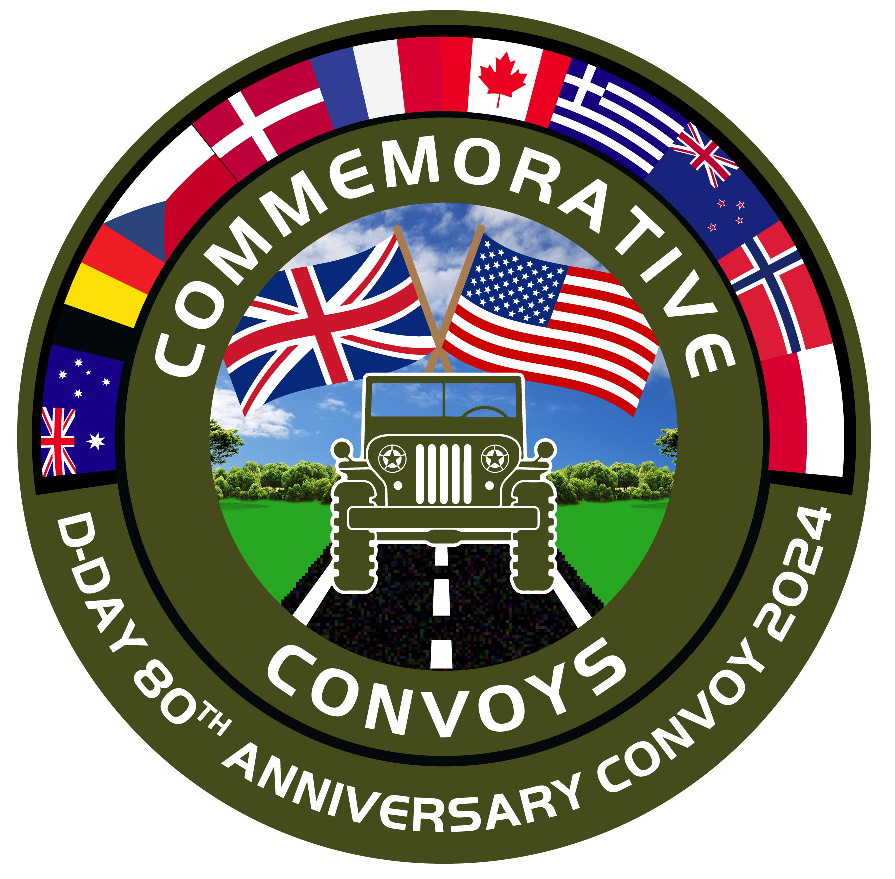 COMMEMORATIVE
CONVOYS
D-DAY 80TH ANNIVERSARY CONVOY 2024